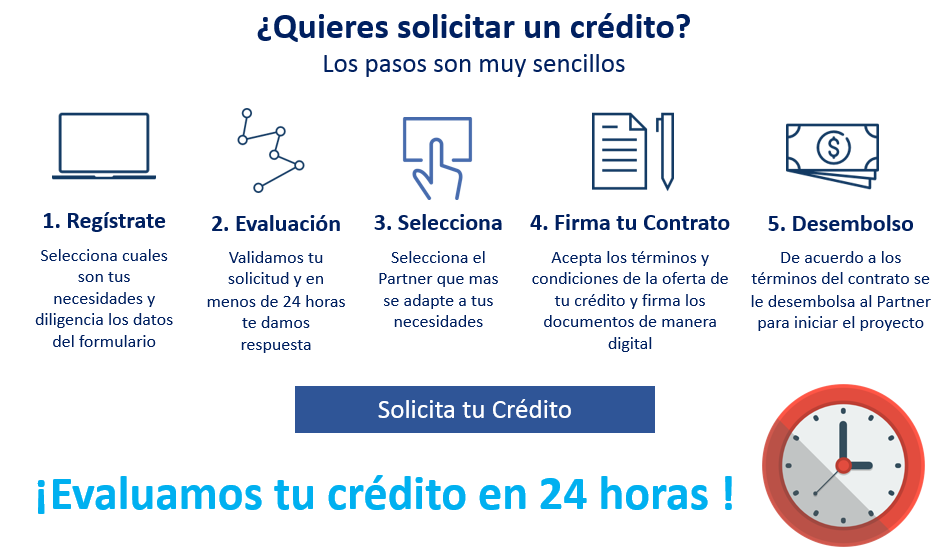 ¿Quieres solicitar un crédito?
Los pasos son muy sencillos
1. Regístrate
Selecciona cuales
son tus
necesidades y
diligencia los datos
del formulario
2. Evaluación
Validamos tu
solicitud y en
menos de 24 horas
te damos
respuesta
3. Selecciona
Selecciona el
Partner que mas
se adapte a tus
necesidades
4. Firma tu Contrato
Acepta los términos y
condiciones de la oferta de
tu crédito y firma los
documentos de manera
digital
$
5. Desembolso
De acuerdo a los
términos del contrato se
le desembolsa al Partner
para iniciar el proyecto
Solicita tu Crédito
¡Evaluamos tu crédito en 24 horas !